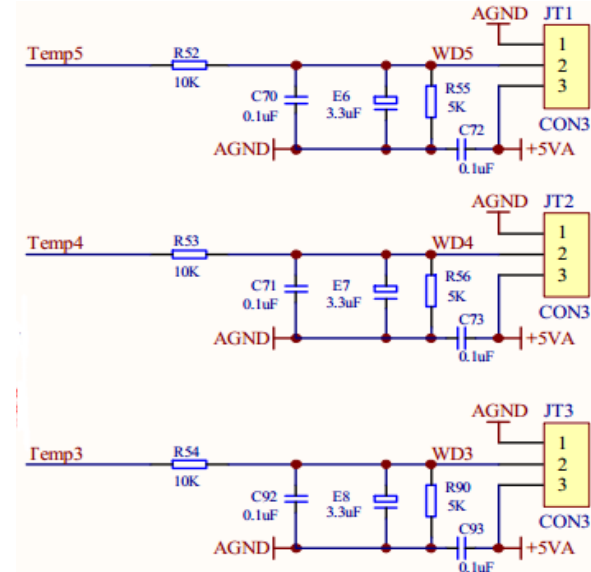 AGND JT1
Temp5 R52 WD5 1
2
10K R55 3
C70 E6 5K
0.1uF 3.3uF C72 CON3
AGND +5VA
0.1uF
AGND JT2
Temp4 R53 WD4 1
2
10K R56 3
C71 E7 5K
0.1uF 3.3uF C73 CON3
AGND +5VA
0.1uF
AGND JT3
Temp3 R54 WD3 1
2
10K R90 3
C92 E8 5K
0.1uF 3.3uF C93 CON3
AGND +5VA
0.1uF